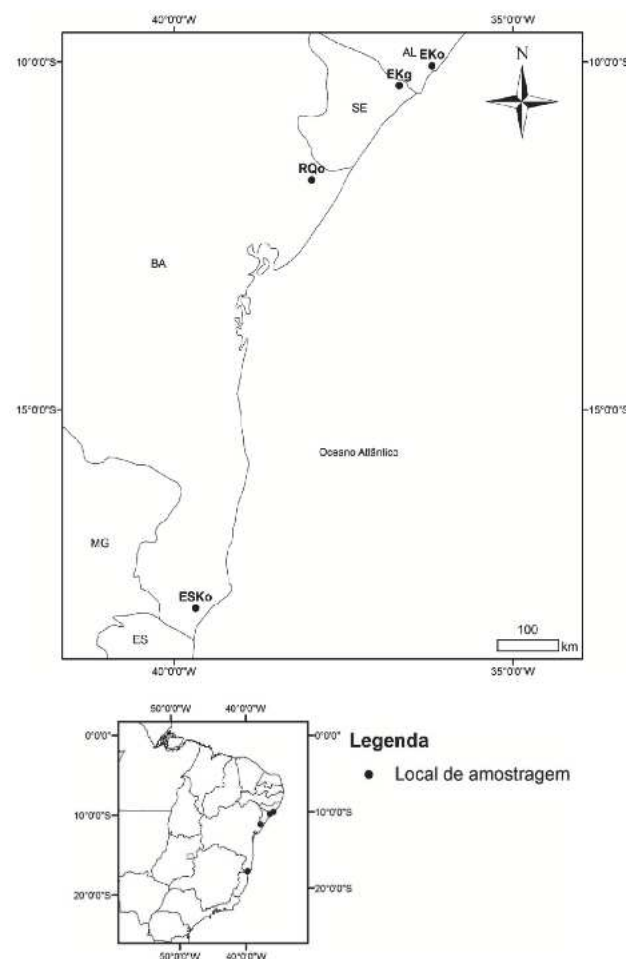 40°0'0"W 35°0'0"W
10°0'0"S 10°0'0"S
AL EKo
EKg
N
SE
RQo
BA
15°0'0"S 15°0'0"S
Oceano Atlântico
MG
ESKo
ES
100
km
40°0'0"W 35°0'0"W
50°0'0"W 40°0'0"W
0°0'0" 0°0'0"S
Legenda
Local de amostragem
10°0'0"S 10°0'0"S
20°0'0"S 20°0'0"S
50°0'0"W 40°0'0"W